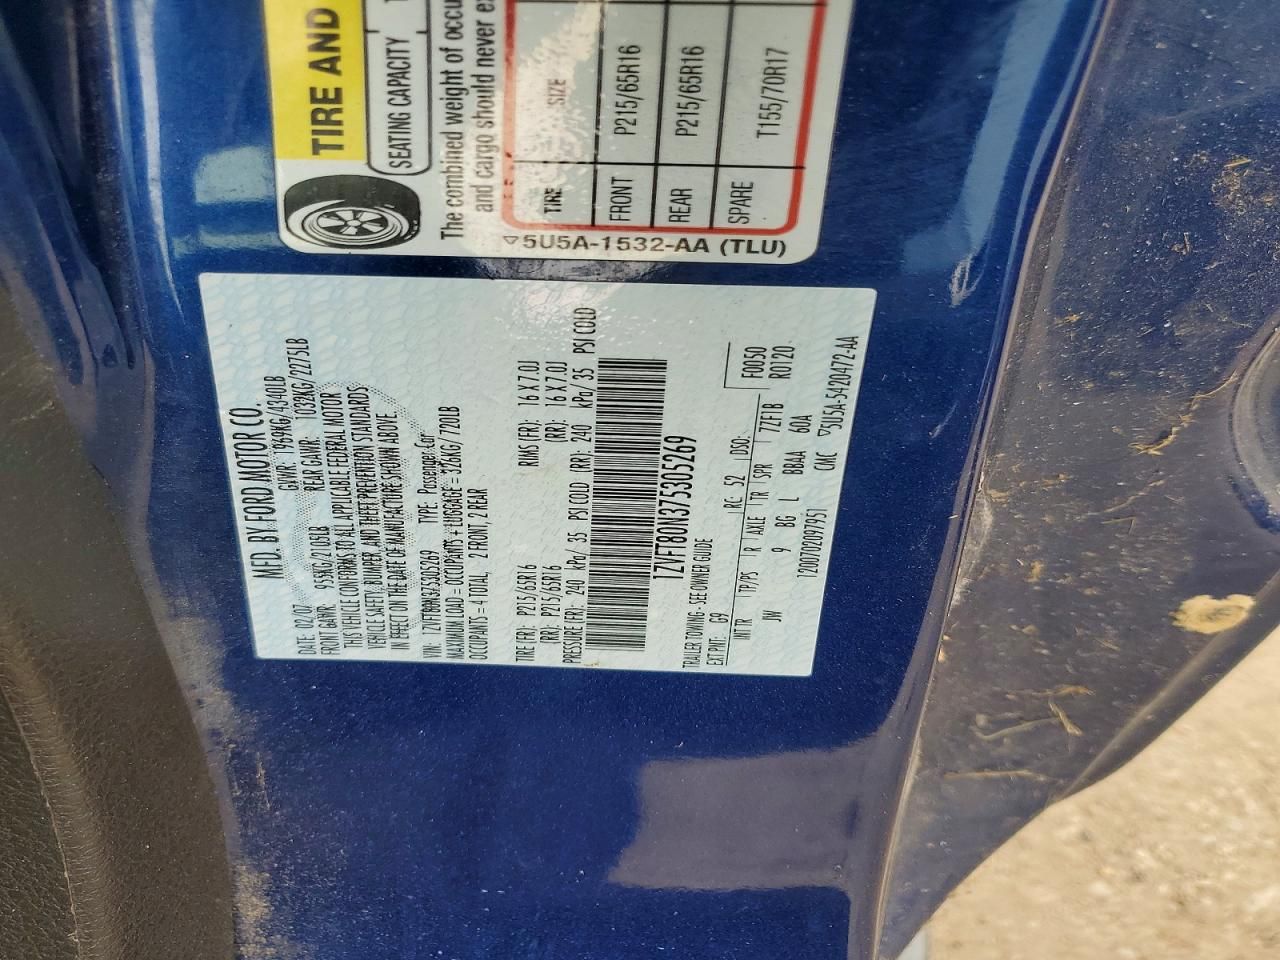 TIRE AND
SEATING CAPACITY
The combined weight of occu
and cargo should never ex
TIRE SIZE
FRONT P215/65R16
REAR P215/65R16
SPARE T155/70R17
5U5A-1532-AA (TLU)
MFD. BY FORD MOTOR CO.
DATE: 02/07 GVWR: 1969KG/4340LB
FRONT GAWR: 955KG/2105LB REAR GAWR: 1032KG/2275LB
THIS VEHICLE CONFORMS TO ALL APPLICABLE FEDERAL MOTOR
VEHICLE SAFETY, BUMPER, AND THEFT PREVENTION STANDARDS
IN EFFECT ON THE DATE OF MANUFACTURE SHOWN ABOVE.
VIN: 1ZVFT80N375305269 TYPE: Passenger Car
MAXIMUM LOAD = OCCUPANTS + LUGGAGE = 326KG/720LB
OCCUPANTS = 4 TOTAL, 2 FRONT, 2 REAR
TIRE (FR): P215/65R16 RIMS (FR): 16 X 7.0J
(RR): P215/65R16 (RR): 16 X 7.0J
PRESSURE (FR): 240 kPa/ 35 PSI COLD (RR): 240 kPa/ 35 PSI COLD
1ZVFT80N375305269
TRAILER TOWING - SEE OWNER GUIDE F0050
EXT PNT: G9 RC: 52 DSO: R0120
INT TR TP/PS R AXLE TR SPR 7ZF1B
JW 9 BG L BBAA 60A
12007020979S1 CMC 5U5A-5420472-AA